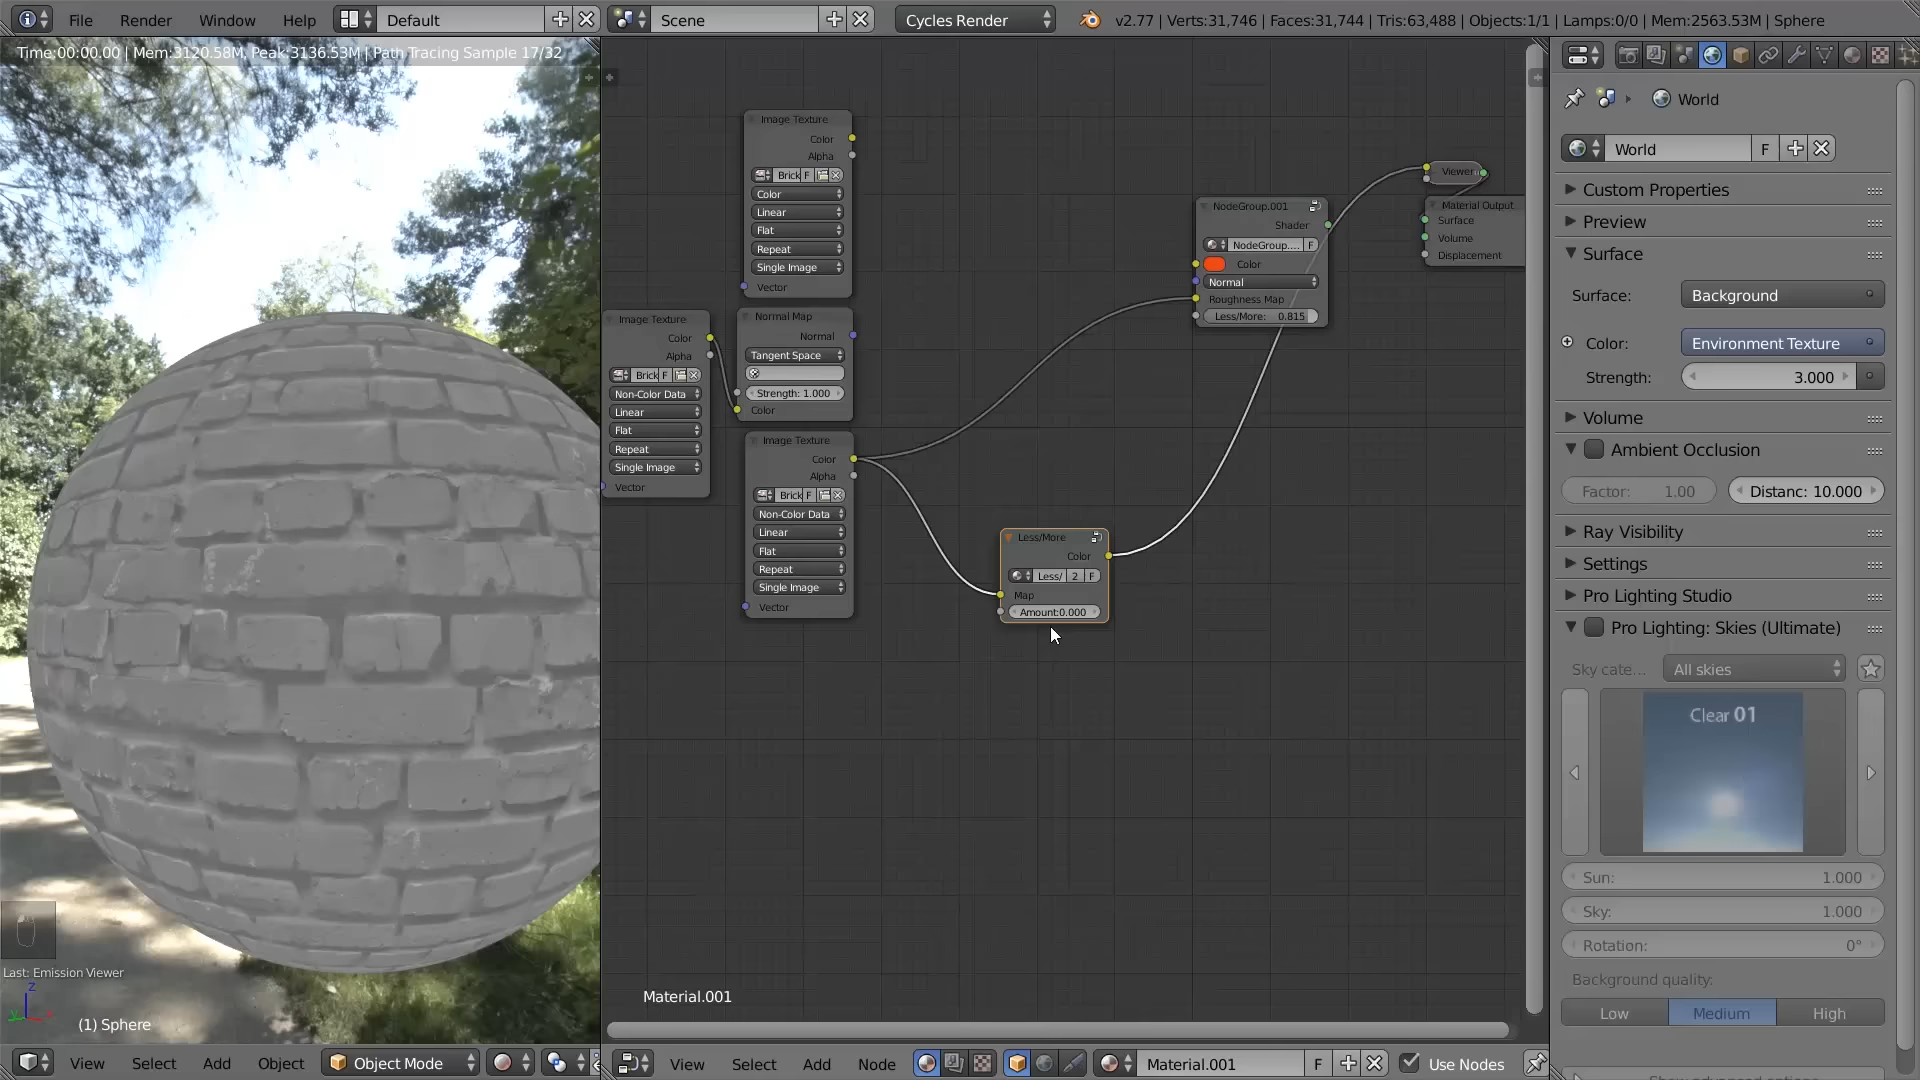 File Render Window Help Default Scene Cycles Render v2.77 | Verts:31,746 | Faces:31,744 | Tris:63,488 | Objects:1/1 | Lamps:0/0 | Mem:2563.53M | Sphere
Time:00:00.00 | Mem:3120.58M, Peak:3136.53M | Path Tracing Sample 17/32
Image Texture
Color
Alpha
Brick F
Color
Linear
Flat
Repeat
Single Image
Vector
Image Texture
Color
Alpha
Brick F
Non-Color Data
Linear
Flat
Repeat
Single Image
Vector
Normal Map
Normal
Tangent Space
Strength: 1.000
Color
Image Texture
Color
Alpha
Brick F
Non-Color Data
Linear
Flat
Repeat
Single Image
Vector
Less/More
Color
Less/ 2 F
Map
Amount:0.000
NodeGroup.001
Shader
NodeGroup.... F
Color
Normal
Roughness Map
Less/More: 0.815
Viewer
Material Output
Surface
Volume
Displacement
Material.001
World
World F
Custom Properties
Preview
Surface
Surface: Background
Color: Environment Texture
Strength: 3.000
Volume
Ambient Occlusion
Factor: 1.00 Distanc: 10.000
Ray Visibility
Settings
Pro Lighting Studio
Pro Lighting: Skies (Ultimate)
Sky cate... All skies
Clear 01
Sun: 1.000
Sky: 1.000
Rotation: 0°
Background quality:
Low Medium High
Last: Emission Viewer
Z
(1) Sphere
View Select Add Object Object Mode
View Select Add Node Material.001 F Use Nodes